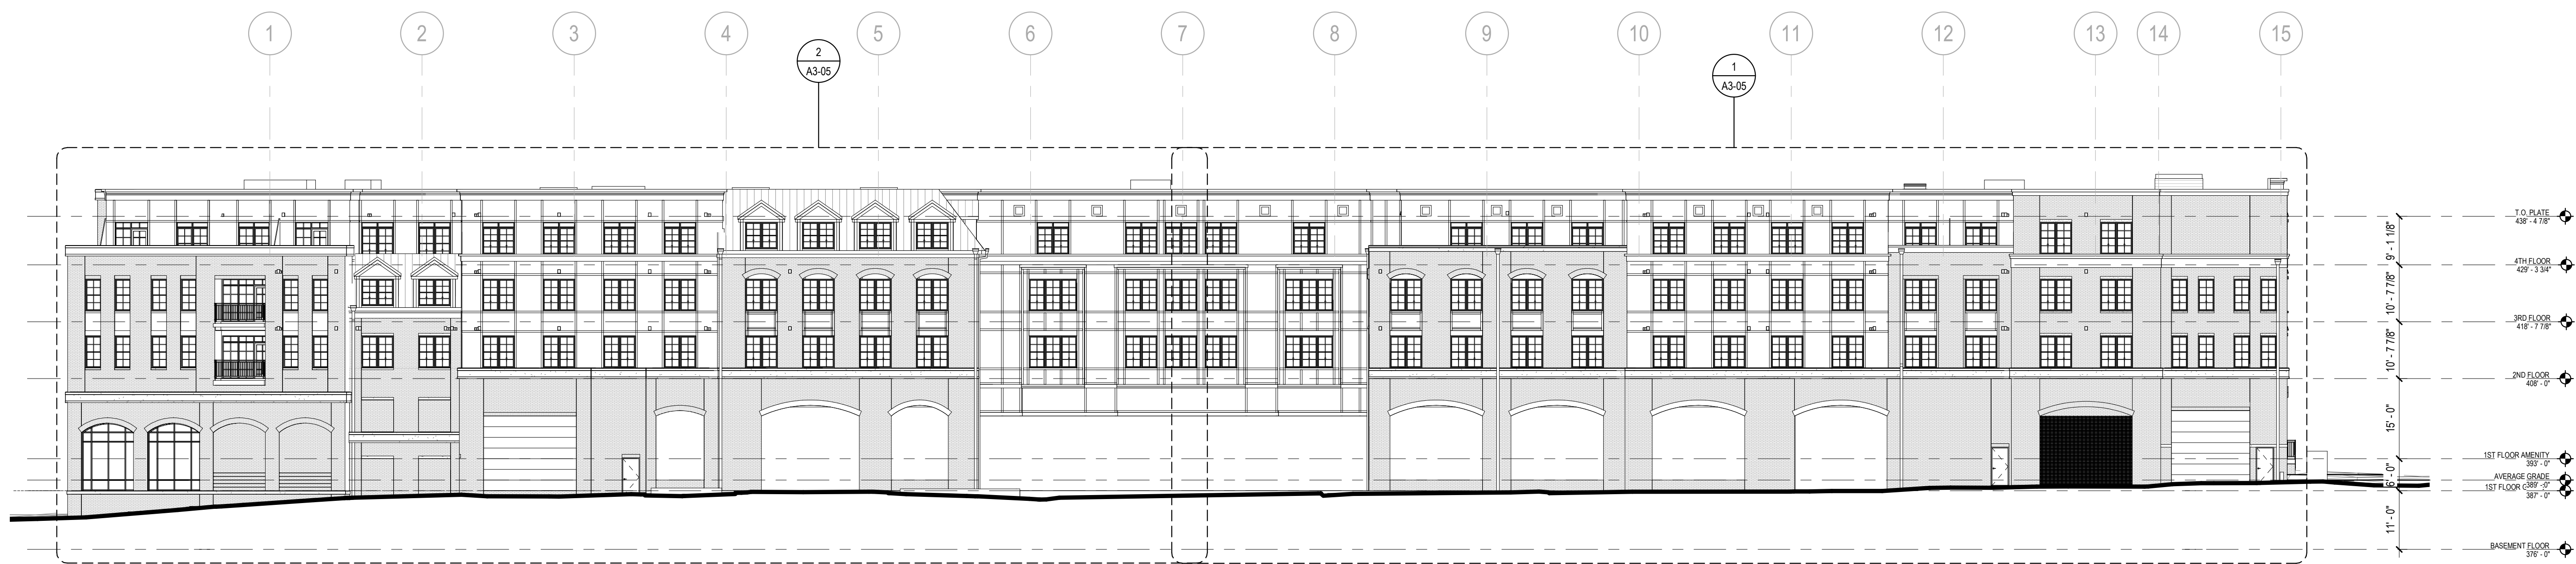 1 2 3 4 5 6 7 8 9 10 11 12 13 14 15
2
A3-05
1
A3-05
T.O. PLATE
438' - 4 7/8"
9' - 1 1/8"
4TH FLOOR
429' - 3 3/4"
10' - 7 7/8"
3RD FLOOR
418' - 7 7/8"
10' - 7 7/8"
2ND FLOOR
408' - 0"
15' - 0"
1ST FLOOR AMENITY
393' - 0"
6' - 0"
AVERAGE GRADE
389' - 0"
1ST FLOOR
387' - 0"
11' - 0"
BASEMENT FLOOR
376' - 0"